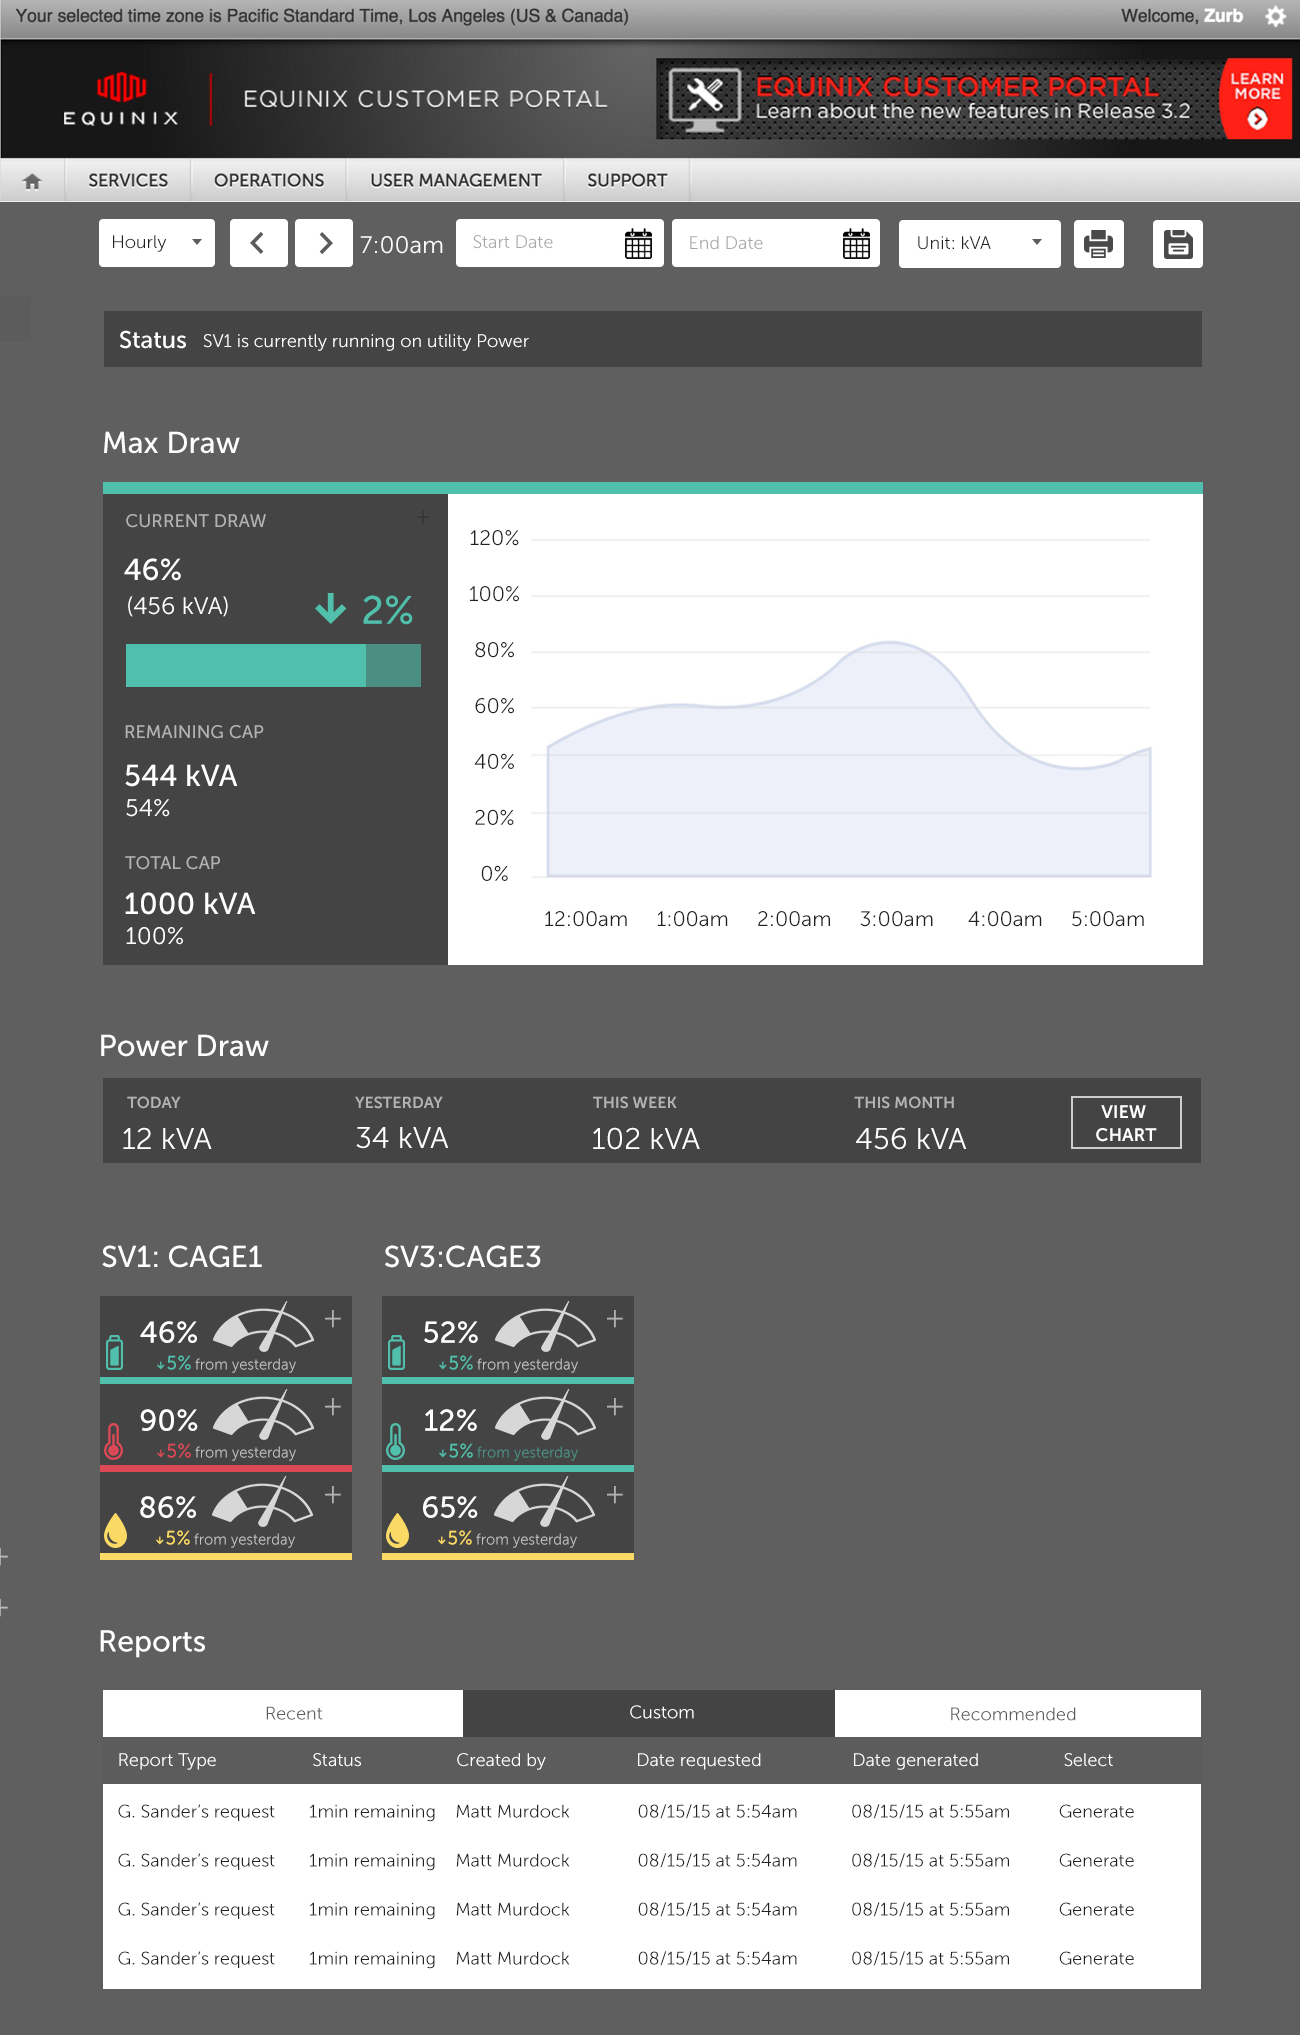 Your selected time zone is Pacific Standard Time, Los Angeles (US & Canada)
Welcome, Zurb
EQUINIX
EQUINIX CUSTOMER PORTAL
EQUINIX CUSTOMER PORTAL
Learn about the new features in Release 3.2
LEARN
MORE
SERVICES
OPERATIONS
USER MANAGEMENT
SUPPORT
Hourly
7:00am
Start Date
End Date
Unit: kVA
Status SV1 is currently running on utility Power
Max Draw
CURRENT DRAW +
46%
(456 kVA)
↓ 2%
REMAINING CAP
544 kVA
54%
TOTAL CAP
1000 kVA
100%
120%
100%
80%
60%
40%
20%
0%
12:00am 1:00am 2:00am 3:00am 4:00am 5:00am
Power Draw
TODAY
12 kVA
YESTERDAY
34 kVA
THIS WEEK
102 kVA
THIS MONTH
456 kVA
VIEW
CHART
SV1: CAGE1
46% +
↓5% from yesterday
90% +
↓5% from yesterday
86% +
↓5% from yesterday
SV3:CAGE3
52% +
↓5% from yesterday
12% +
↓5% from yesterday
65% +
↓5% from yesterday
Reports
Recent Custom Recommended
Report Type Status Created by Date requested Date generated Select
G. Sander’s request 1min remaining Matt Murdock 08/15/15 at 5:54am 08/15/15 at 5:55am Generate
G. Sander’s request 1min remaining Matt Murdock 08/15/15 at 5:54am 08/15/15 at 5:55am Generate
G. Sander’s request 1min remaining Matt Murdock 08/15/15 at 5:54am 08/15/15 at 5:55am Generate
G. Sander’s request 1min remaining Matt Murdock 08/15/15 at 5:54am 08/15/15 at 5:55am Generate